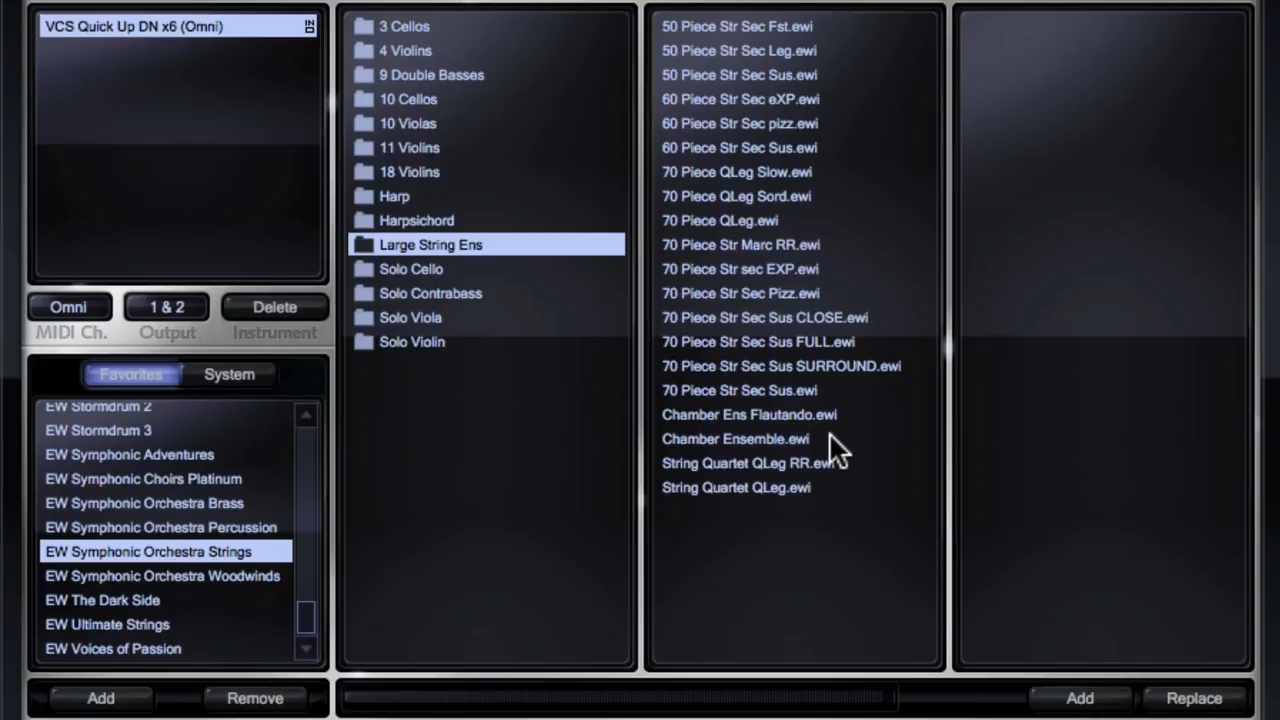 VCS Quick Up DN x6 (Omni)
Omni
1 & 2
Delete
MIDI Ch.
Output
Instrument
Favorites
System
EW Stormdrum 2
EW Stormdrum 3
EW Symphonic Adventures
EW Symphonic Choirs Platinum
EW Symphonic Orchestra Brass
EW Symphonic Orchestra Percussion
EW Symphonic Orchestra Strings
EW Symphonic Orchestra Woodwinds
EW The Dark Side
EW Ultimate Strings
EW Voices of Passion
Add
Remove
3 Cellos
4 Violins
9 Double Basses
10 Cellos
10 Violas
11 Violins
18 Violins
Harp
Harpsichord
Large String Ens
Solo Cello
Solo Contrabass
Solo Viola
Solo Violin
50 Piece Str Sec Fst.ewi
50 Piece Str Sec Leg.ewi
50 Piece Str Sec Sus.ewi
60 Piece Str Sec eXP.ewi
60 Piece Str Sec pizz.ewi
60 Piece Str Sec Sus.ewi
70 Piece QLeg Slow.ewi
70 Piece QLeg Sord.ewi
70 Piece QLeg.ewi
70 Piece Str Marc RR.ewi
70 Piece Str sec EXP.ewi
70 Piece Str Sec Pizz.ewi
70 Piece Str Sec Sus CLOSE.ewi
70 Piece Str Sec Sus FULL.ewi
70 Piece Str Sec Sus SURROUND.ewi
70 Piece Str Sec Sus.ewi
Chamber Ens Flautando.ewi
Chamber Ensemble.ewi
String Quartet QLeg RR.ewi
String Quartet QLeg.ewi
Add
Replace